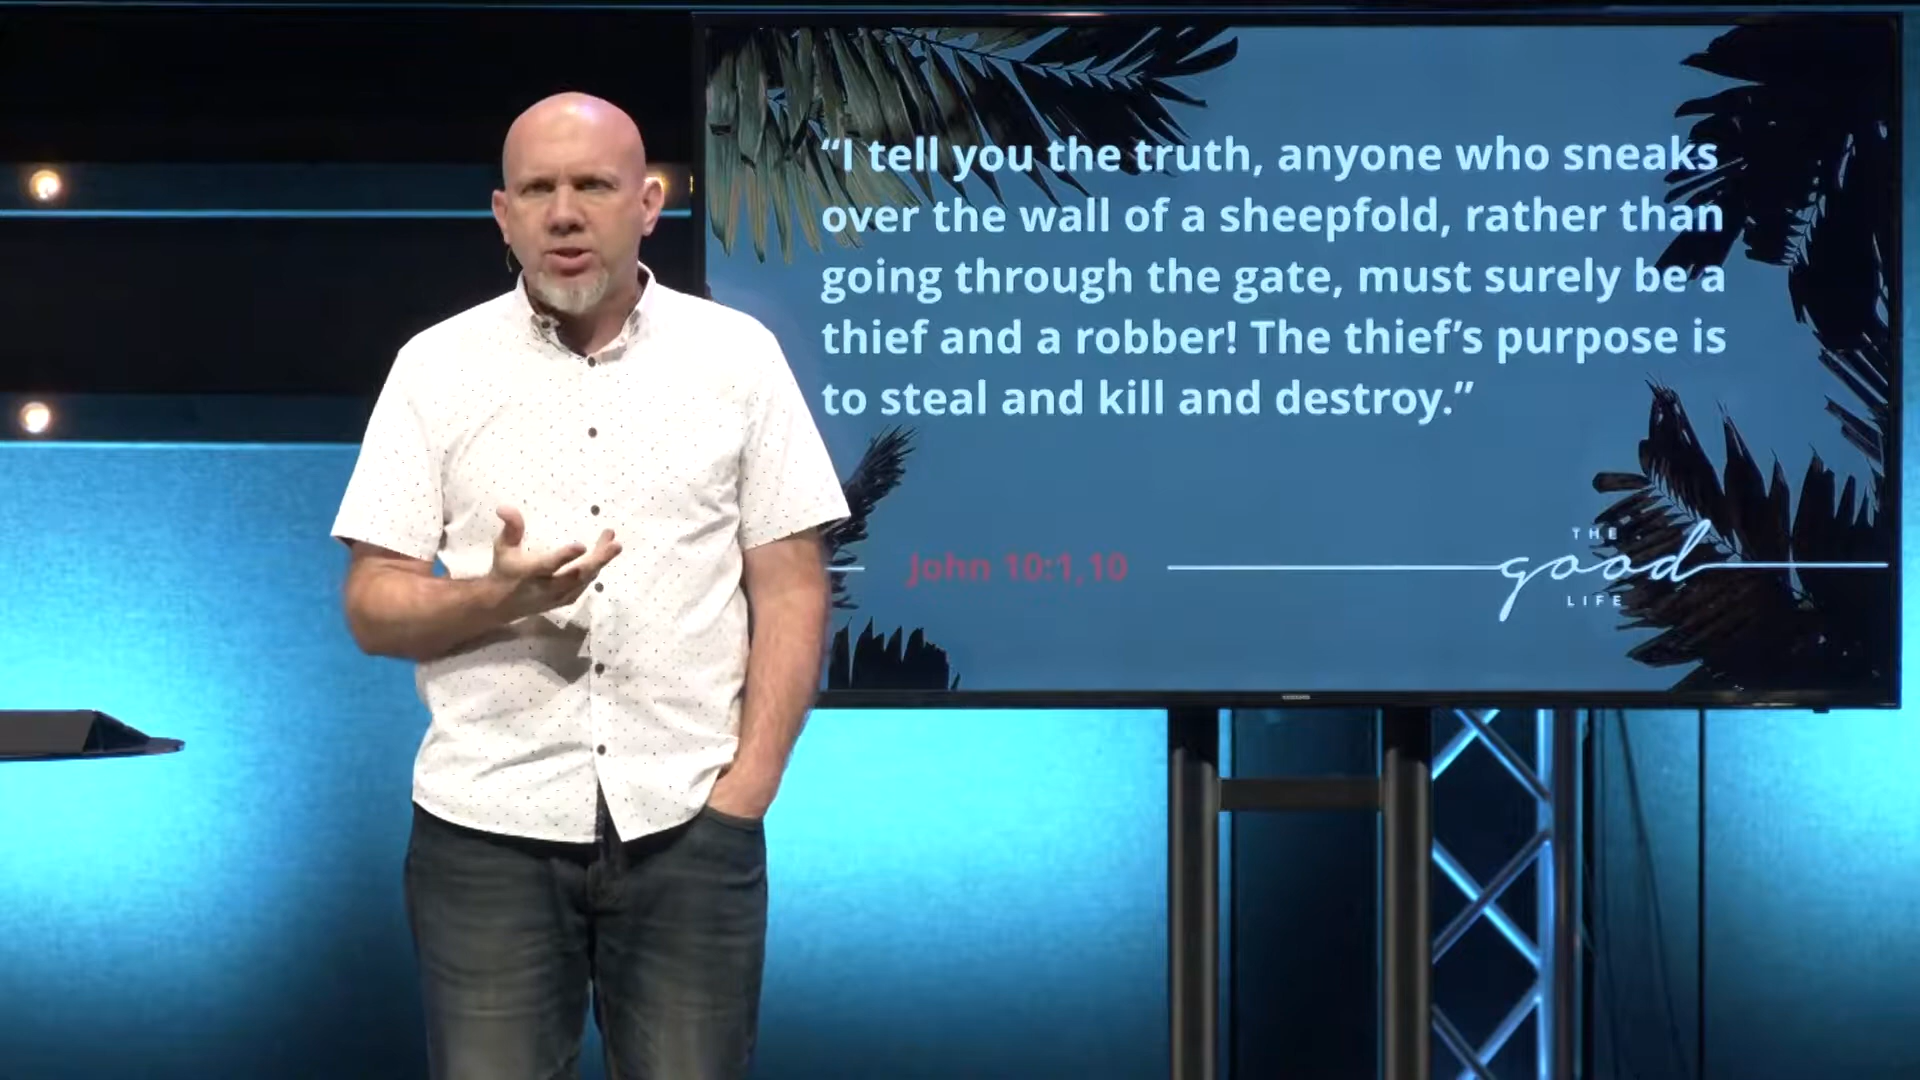 “I tell you the truth, anyone who sneaks
over the wall of a sheepfold, rather than
going through the gate, must surely be a
thief and a robber! The thief’s purpose is
to steal and kill and destroy.”
John 10:1,10
THE
good
LIFE